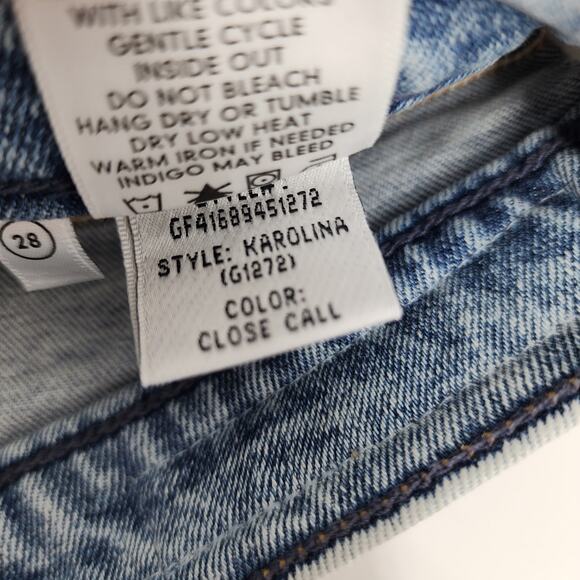 WITH LIKE COLORS
GENTLE CYCLE
INSIDE OUT
DO NOT BLEACH
HANG DRY OR TUMBLE
DRY LOW HEAT
WARM IRON IF NEEDED
INDIGO MAY BLEED
28
GF41689451272
STYLE: KAROLINA
(G1272)
COLOR:
CLOSE CALL